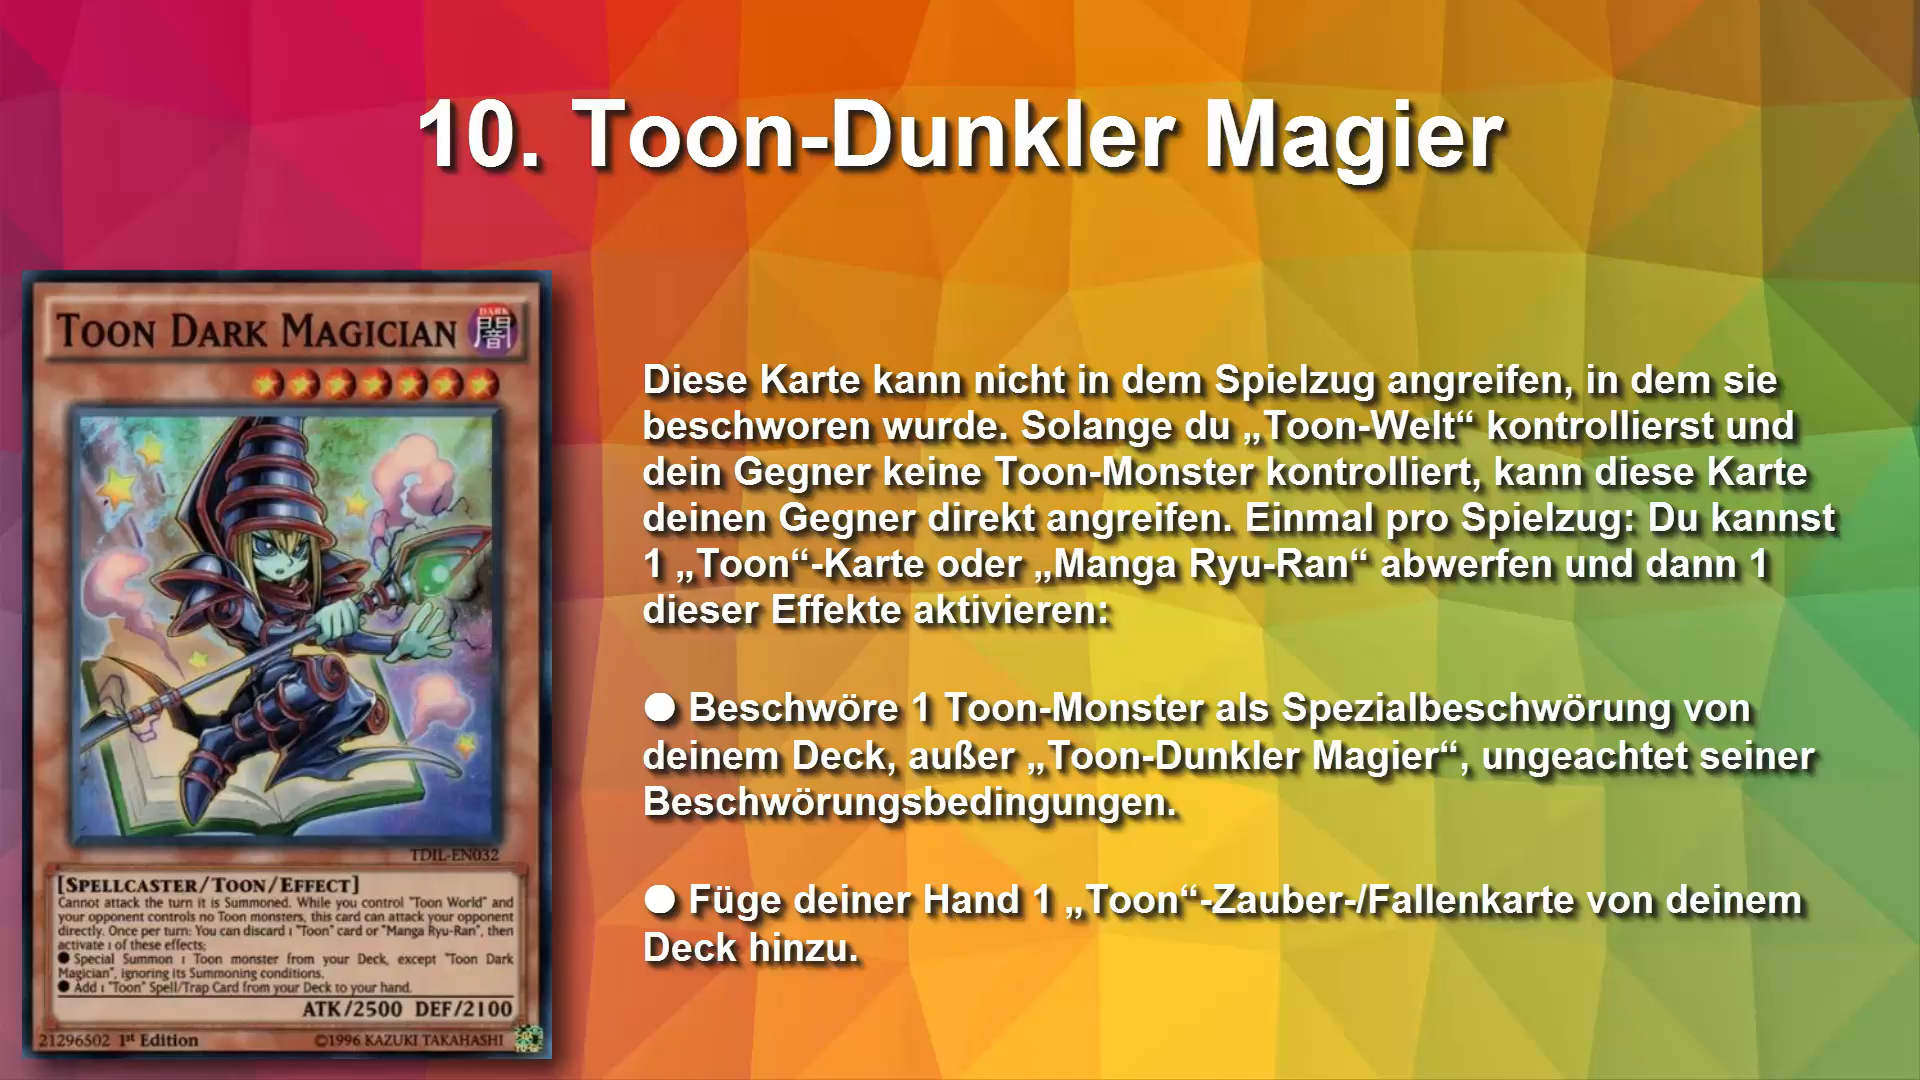 10. Toon-Dunkler Magier
TOON DARK MAGICIAN
DARK
闇
Diese Karte kann nicht in dem Spielzug angreifen, in dem sie
beschworen wurde. Solange du „Toon-Welt“ kontrollierst und
dein Gegner keine Toon-Monster kontrolliert, kann diese Karte
deinen Gegner direkt angreifen. Einmal pro Spielzug: Du kannst
1 „Toon“-Karte oder „Manga Ryu-Ran“ abwerfen und dann 1
dieser Effekte aktivieren:
● Beschwöre 1 Toon-Monster als Spezialbeschwörung von
deinem Deck, außer „Toon-Dunkler Magier“, ungeachtet seiner
Beschwörungsbedingungen.
● Füge deiner Hand 1 „Toon“-Zauber-/Fallenkarte von deinem
Deck hinzu.
TDIL-EN032
[SPELLCASTER/TOON/EFFECT]
Cannot attack the turn it is Summoned. While you control "Toon World" and
your opponent controls no Toon monsters, this card can attack your opponent
directly. Once per turn: You can discard 1 "Toon" card or "Manga Ryu-Ran", then
activate 1 of these effects;
● Special Summon 1 Toon monster from your Deck, except "Toon Dark
Magician", ignoring its Summoning conditions.
● Add 1 "Toon" Spell/Trap Card from your Deck to your hand.
ATK/2500 DEF/2100
21296502 1st Edition
©1996 KAZUKI TAKAHASHI